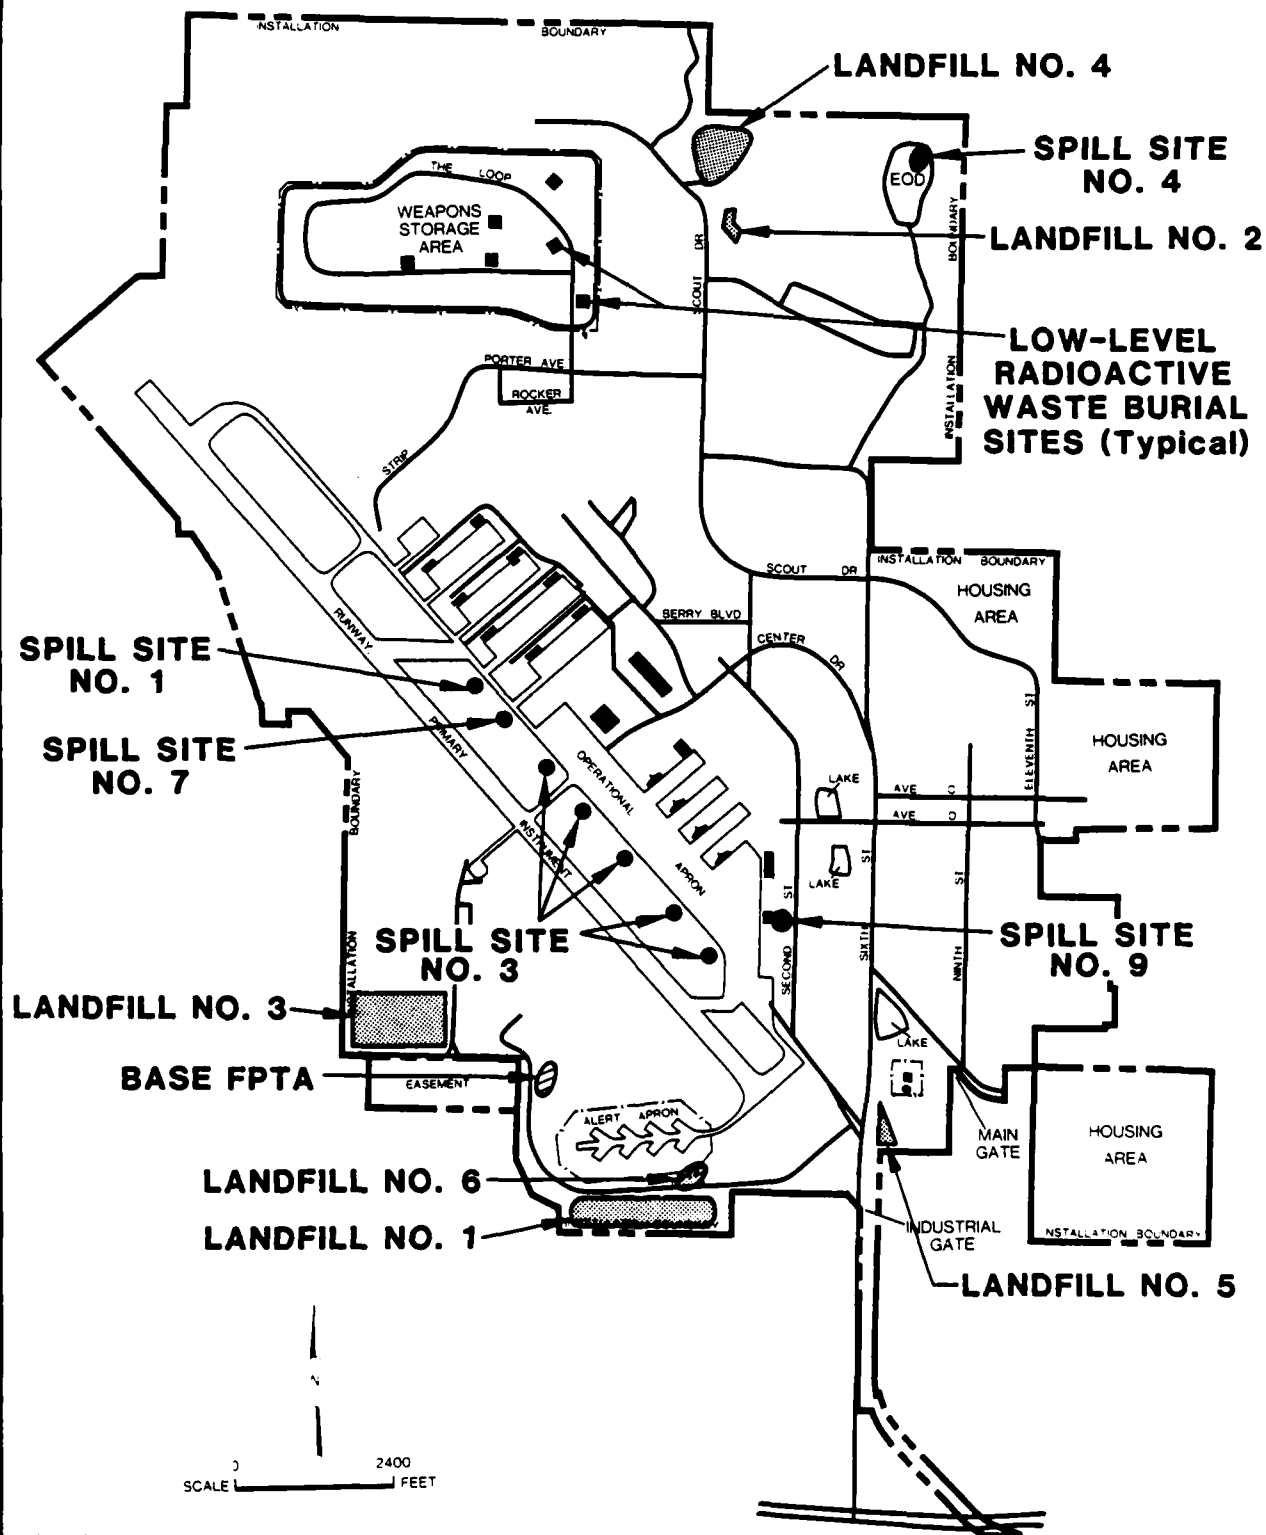 INSTALLATION BOUNDARY
LANDFILL NO. 4
SPILL SITE
NO. 4
EOD
THE LOOP
WEAPONS
STORAGE
AREA
BOUNDARY
INSTALLATION
LANDFILL NO. 2
SCOUT DR
LOW-LEVEL
RADIOACTIVE
WASTE BURIAL
SITES (Typical)
PORTER AVE
ROCKER
AVE.
STRIP
INSTALLATION BOUNDARY
SCOUT DR
HOUSING
AREA
BERRY BLVD
CENTER DR
RUNWAY
SPILL SITE
NO. 1
SPILL SITE
NO. 7
PRIMARY
INSTRUMENT
OPERATIONAL
APRON
ELEVENTH ST
HOUSING
AREA
LAKE
AVE C
AVE D
LAKE
BOUNDARY
SECOND ST
SIXTH ST
NINTH ST
SPILL SITE
NO. 3
SPILL SITE
NO. 9
LANDFILL NO. 3
LAKE
BASE FPTA
EASEMENT
ALERT APRON
MAIN
GATE
HOUSING
AREA
LANDFILL NO. 6
LANDFILL NO. 1
INDUSTRIAL
GATE
NSTALLATION BOUNDARY
LANDFILL NO. 5
N
2400
SCALE FEET